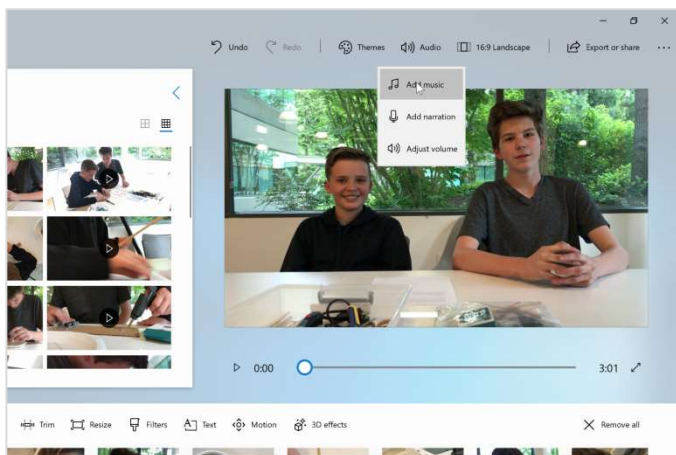 Undo Redo Themes Audio 16:9 Landscape Export or share
Add music
Add narration
Adjust volume
0:00 3:01
Trim Resize Filters Text Motion 3D effects Remove all